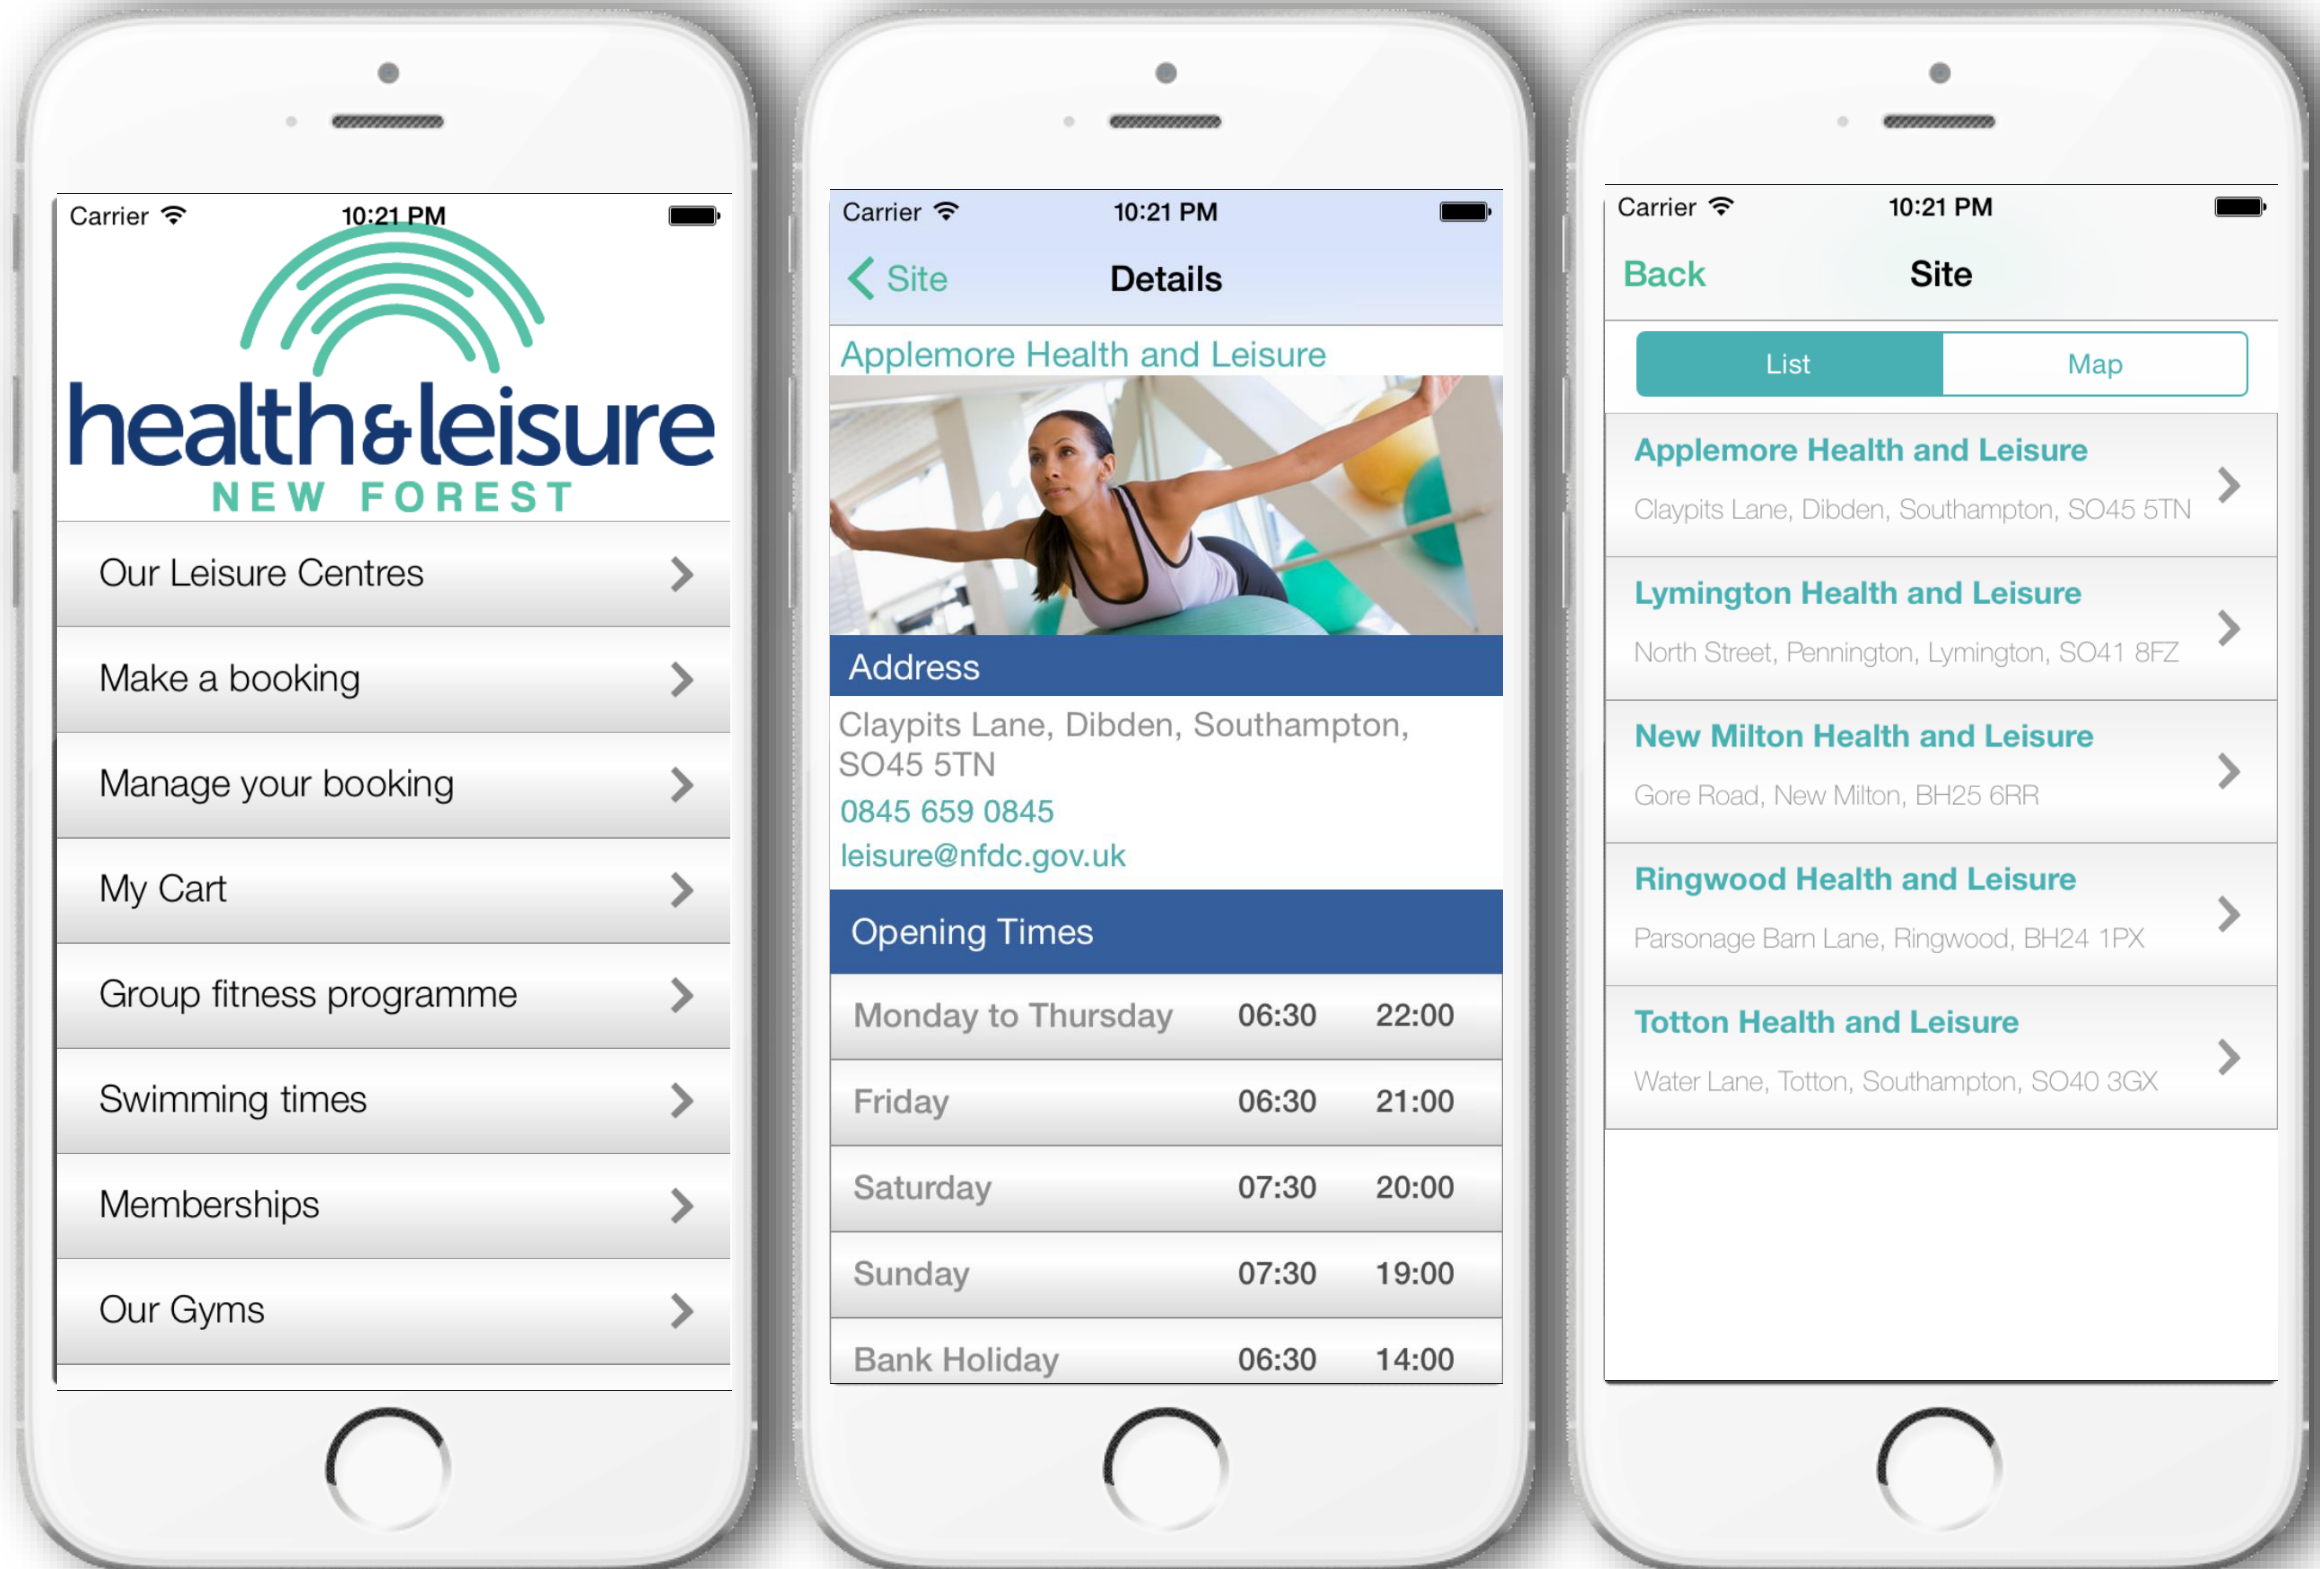 Carrier 10:21 PM
health&leisure
NEW FOREST
Our Leisure Centres
Make a booking
Manage your booking
My Cart
Group fitness programme
Swimming times
Memberships
Our Gyms
Carrier 10:21 PM
Site Details
Applemore Health and Leisure
Address
Claypits Lane, Dibden, Southampton,
SO45 5TN
0845 659 0845
leisure@nfdc.gov.uk
Opening Times
Monday to Thursday 06:30 22:00
Friday 06:30 21:00
Saturday 07:30 20:00
Sunday 07:30 19:00
Bank Holiday 06:30 14:00
Carrier 10:21 PM
Back Site
List Map
Applemore Health and Leisure
Claypits Lane, Dibden, Southampton, SO45 5TN
Lymington Health and Leisure
North Street, Pennington, Lymington, SO41 8FZ
New Milton Health and Leisure
Gore Road, New Milton, BH25 6RR
Ringwood Health and Leisure
Parsonage Barn Lane, Ringwood, BH24 1PX
Totton Health and Leisure
Water Lane, Totton, Southampton, SO40 3GX